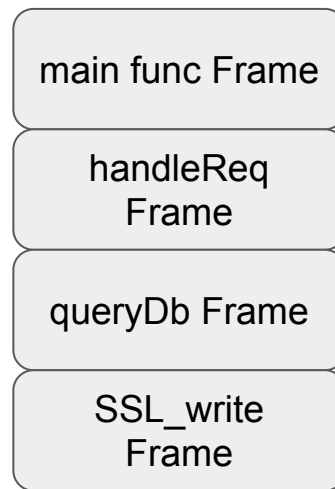 main func Frame
handleReq
Frame
queryDb Frame
SSL_write
Frame